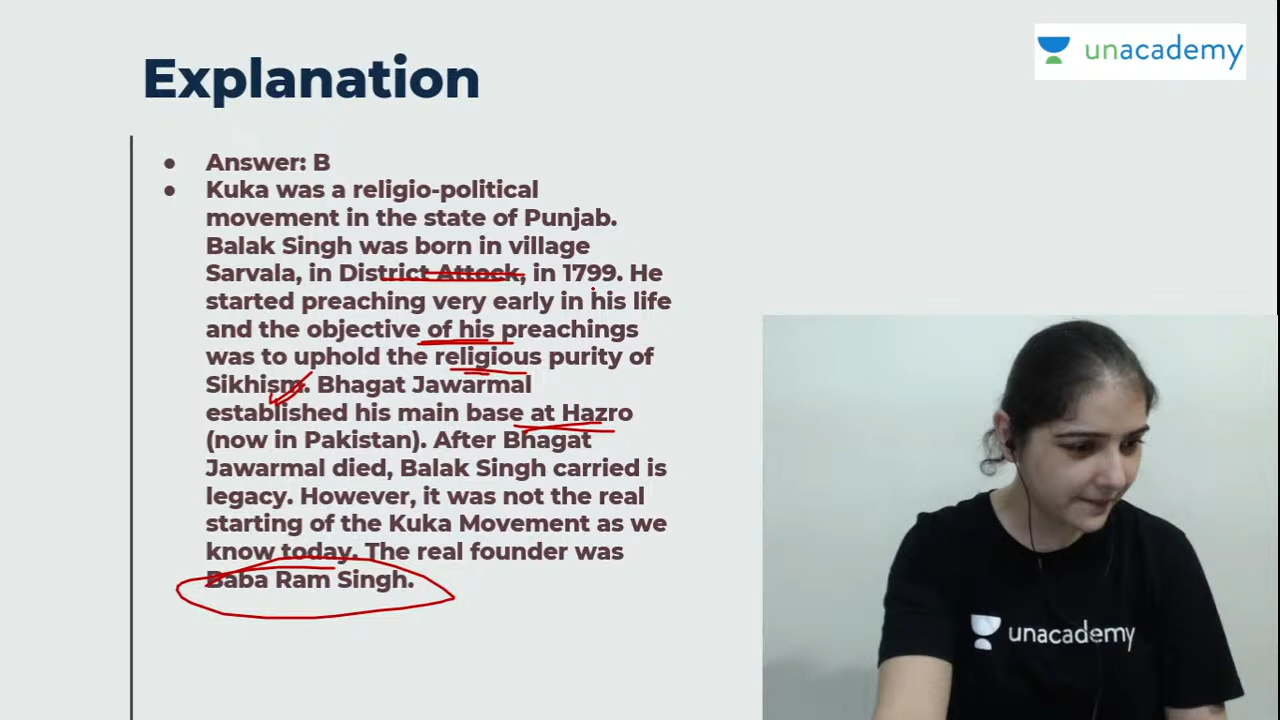 unacademy
Explanation
• Answer: B
• Kuka was a religio-political
movement in the state of Punjab.
Balak Singh was born in village
Sarvala, in District Attock, in 1799. He
started preaching very early in his life
and the objective of his preachings
was to uphold the religious purity of
Sikhism. Bhagat Jawarmal
established his main base at Hazro
(now in Pakistan). After Bhagat
Jawarmal died, Balak Singh carried is
legacy. However, it was not the real
starting of the Kuka Movement as we
know today. The real founder was
Baba Ram Singh.
unacademy